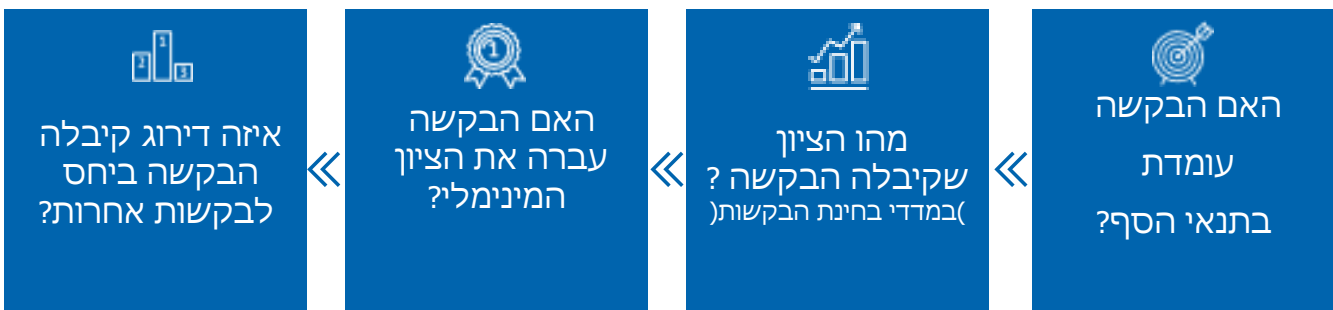 האם הבקשה
עומדת
בתנאי הסף?
מהו הציון
שקיבלה הבקשה ?
)במדדי בחינת הבקשות(
האם הבקשה
עברה את הציון
המינימלי?
איזה דירוג קיבלה
הבקשה ביחס
לבקשות אחרות?